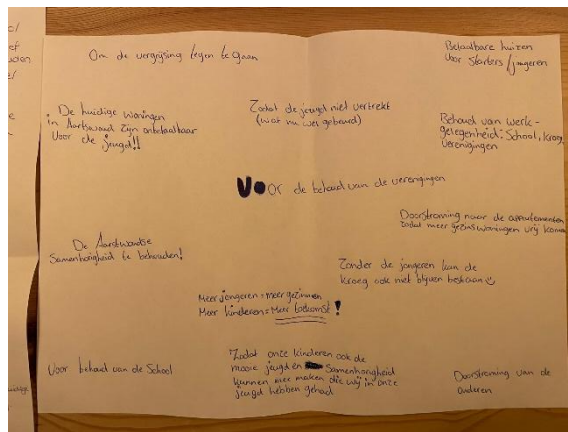 Om de vergrijzing tegen te gaan
Betaalbare huizen
voor starters / jongeren
De huidige woningen
in Aartswoud zijn onbetaalbaar
voor de jeugd!!
Zodat de jeugd niet vertrekt
(wat nu wel gebeurd)
Behoud van werk-
gelegenheid: School, kroeg,
verenigingen
VOOr de behoud van de verengingen
Doorstroming naar de appartementen
zodat meer gezinswoningen vrij komen
De Aarstwoudse
Samenhorigheid te behouden!
Zonder de jongeren kan de
kroeg ook niet blijven bestaan
Meer jongeren = meer gezinnen
Meer kinderen = Meer toekomst!
Voor behoud van de School
Zodat onze kinderen ook de
mooie jeugd en Samenhorigheid
kunnen mee maken die wij in onze
jeugd hebben gehad
Doorstroming van de
ouderen